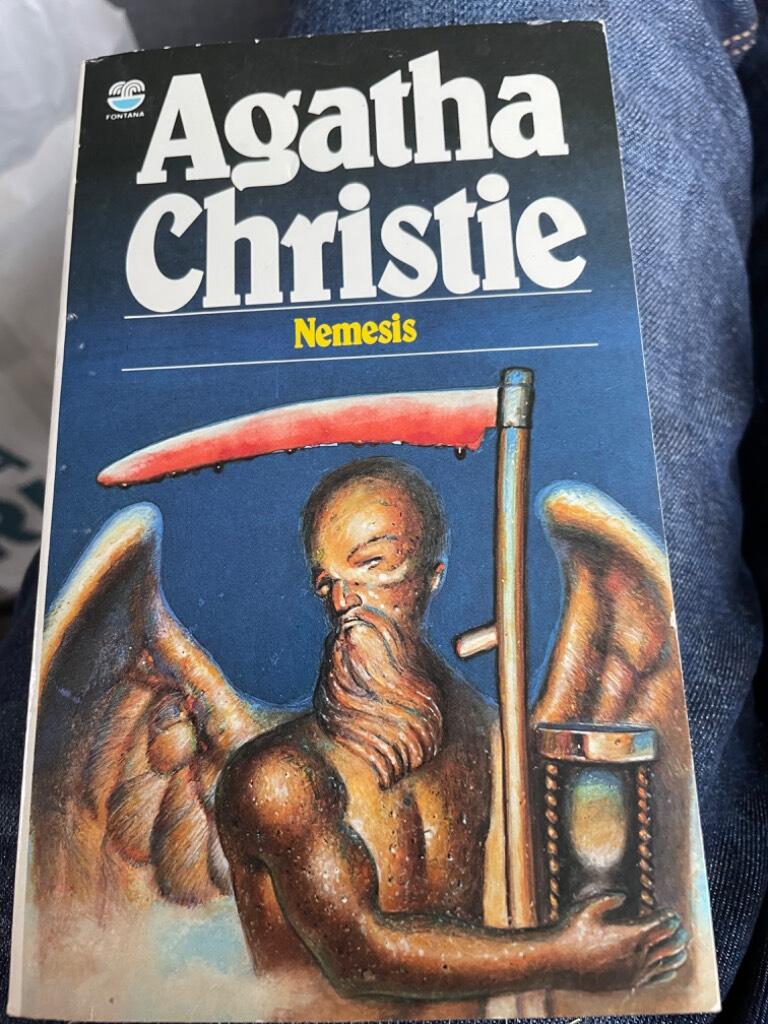 FONTANA
Agatha
Christie
Nemesis